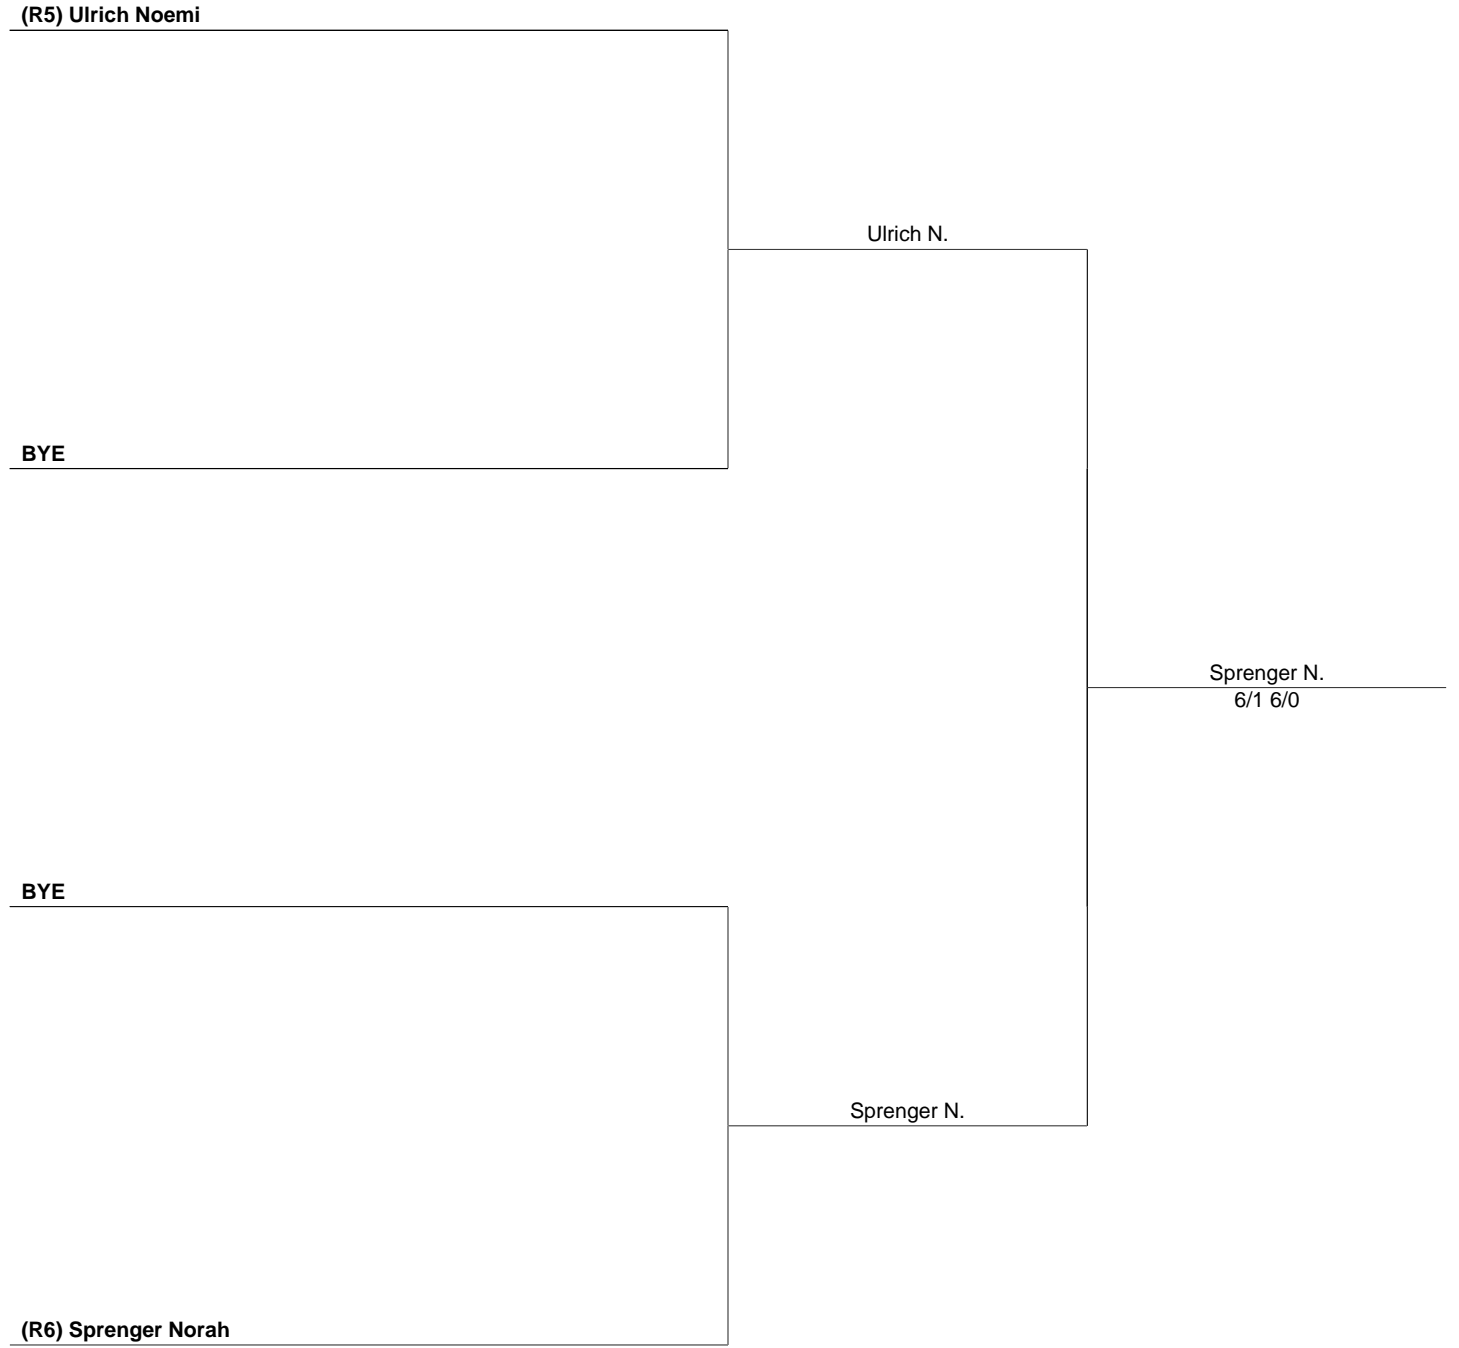 (R5) Ulrich Noemi
Ulrich N.
BYE
Sprenger N.
6/1 6/0
BYE
Sprenger N.
(R6) Sprenger Norah